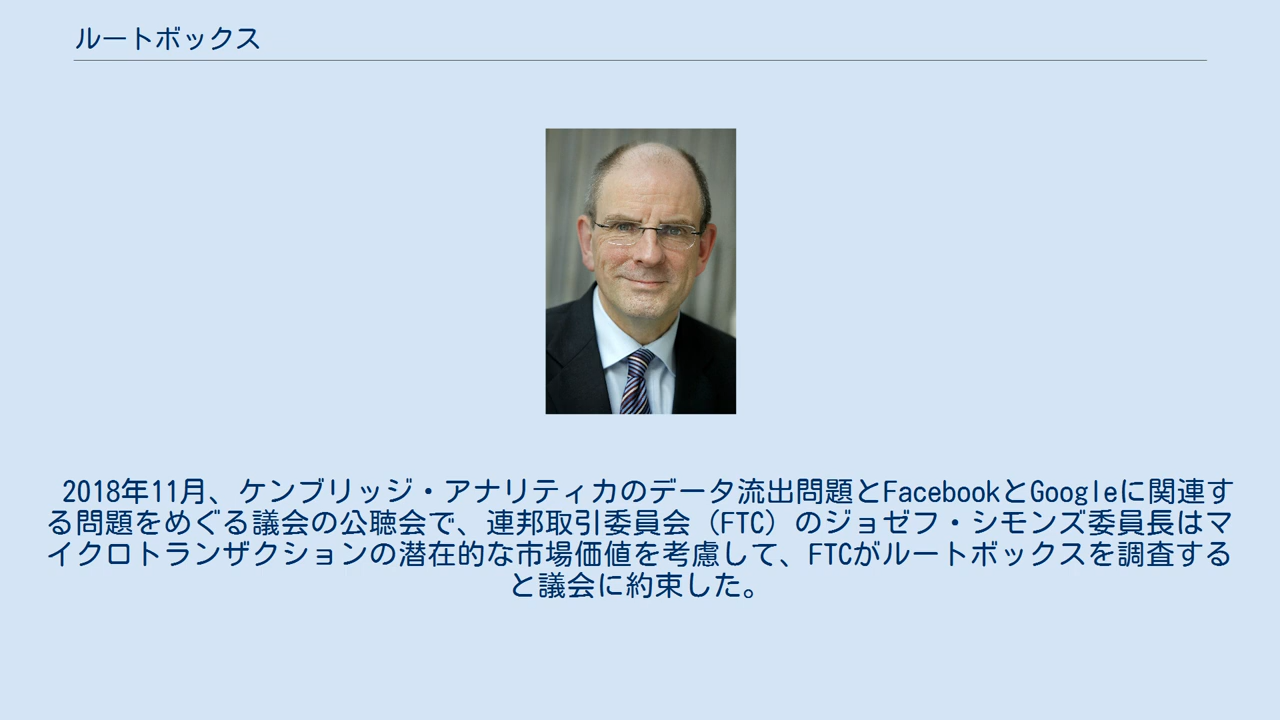 ルートボックス
2018年11月、ケンブリッジ・アナリティカのデータ流出問題とFacebookとGoogleに関連す
る問題をめぐる議会の公聴会で、連邦取引委員会（FTC）のジョゼフ・シモンズ委員長はマ
イクロトランザクションの潜在的な市場価値を考慮して、FTCがルートボックスを調査する
と議会に約束した。